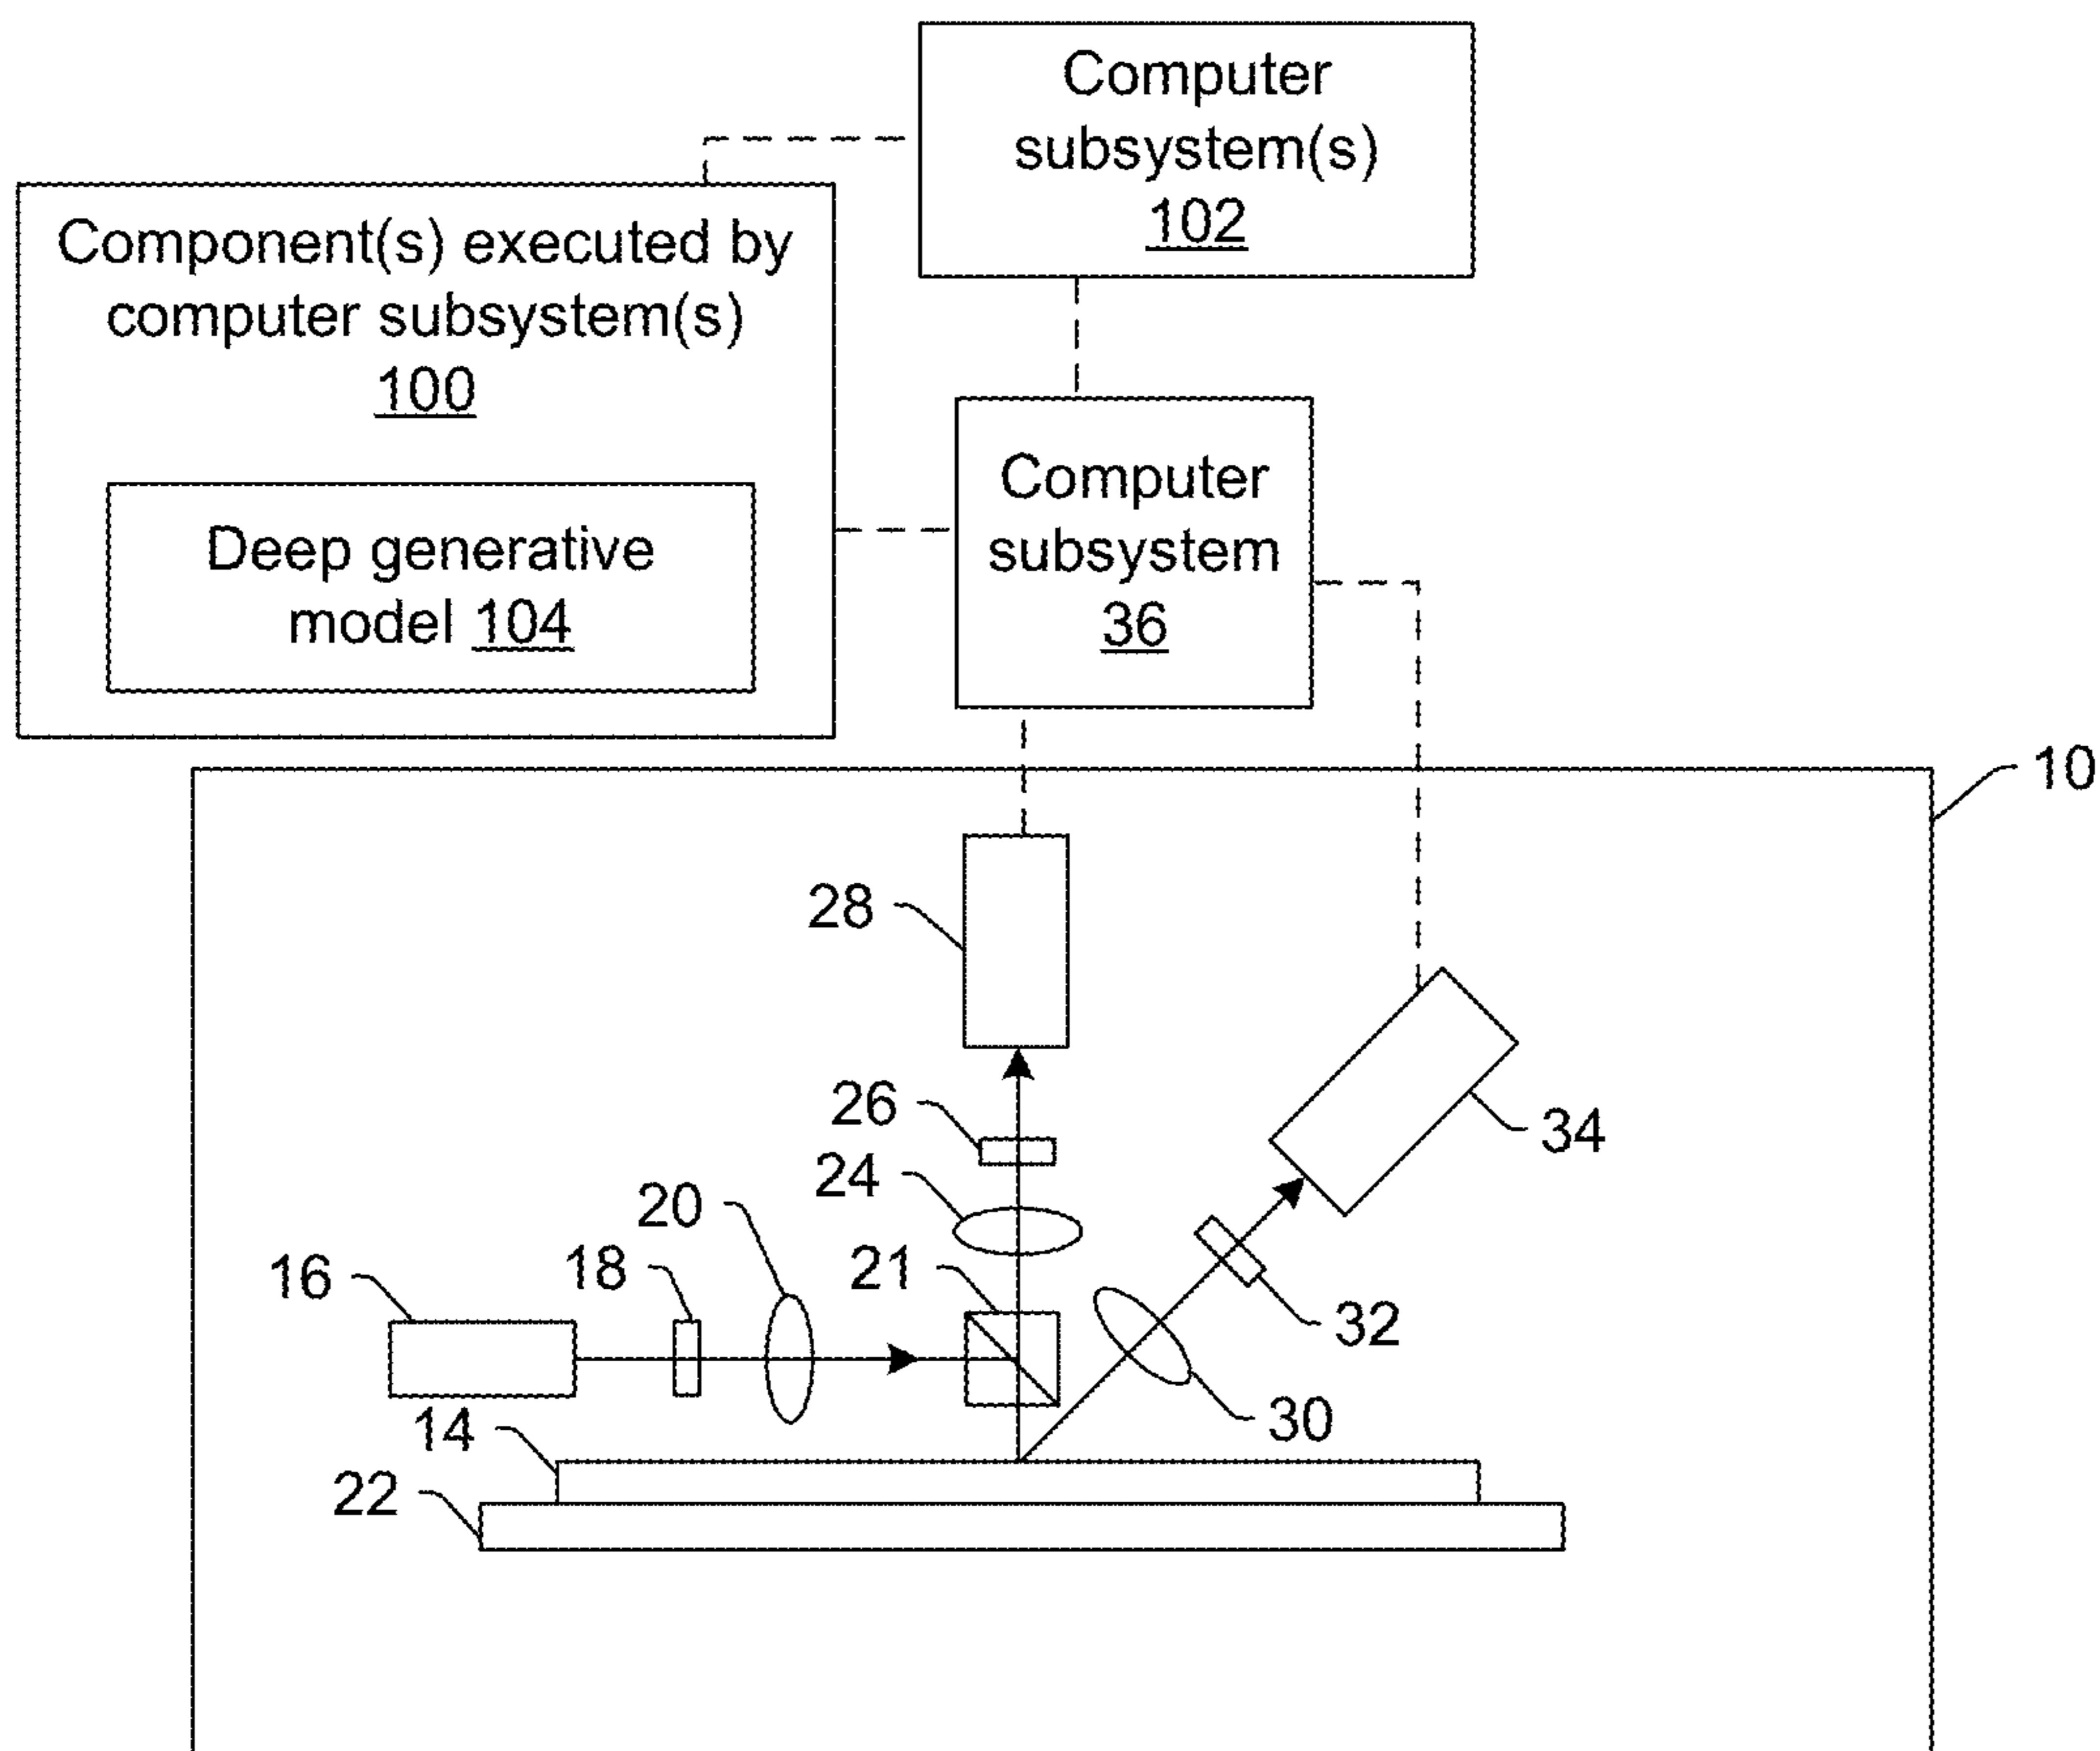 Computer
subsystem(s)
102
Component(s) executed by
computer subsystem(s)
100
Deep generative
model 104
Computer
subsystem
36
10
28
26
34
24
20
21
18
16
32
30
14
22